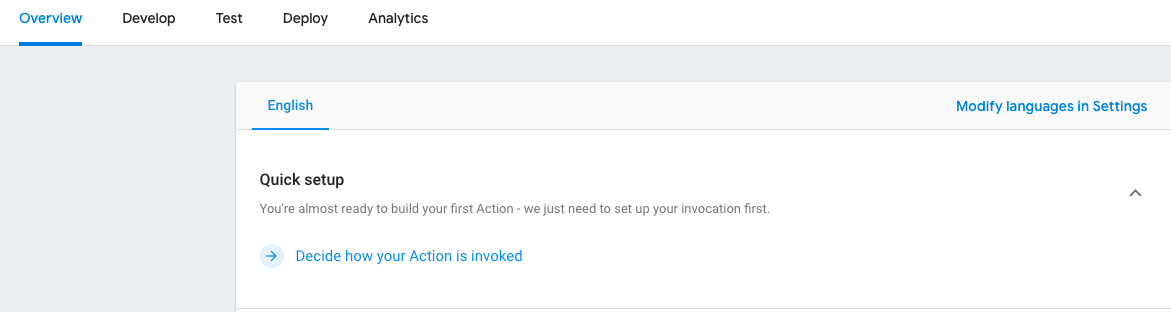 Overview Develop Test Deploy Analytics
English Modify languages in Settings
Quick setup
You're almost ready to build your first Action - we just need to set up your invocation first.
Decide how your Action is invoked